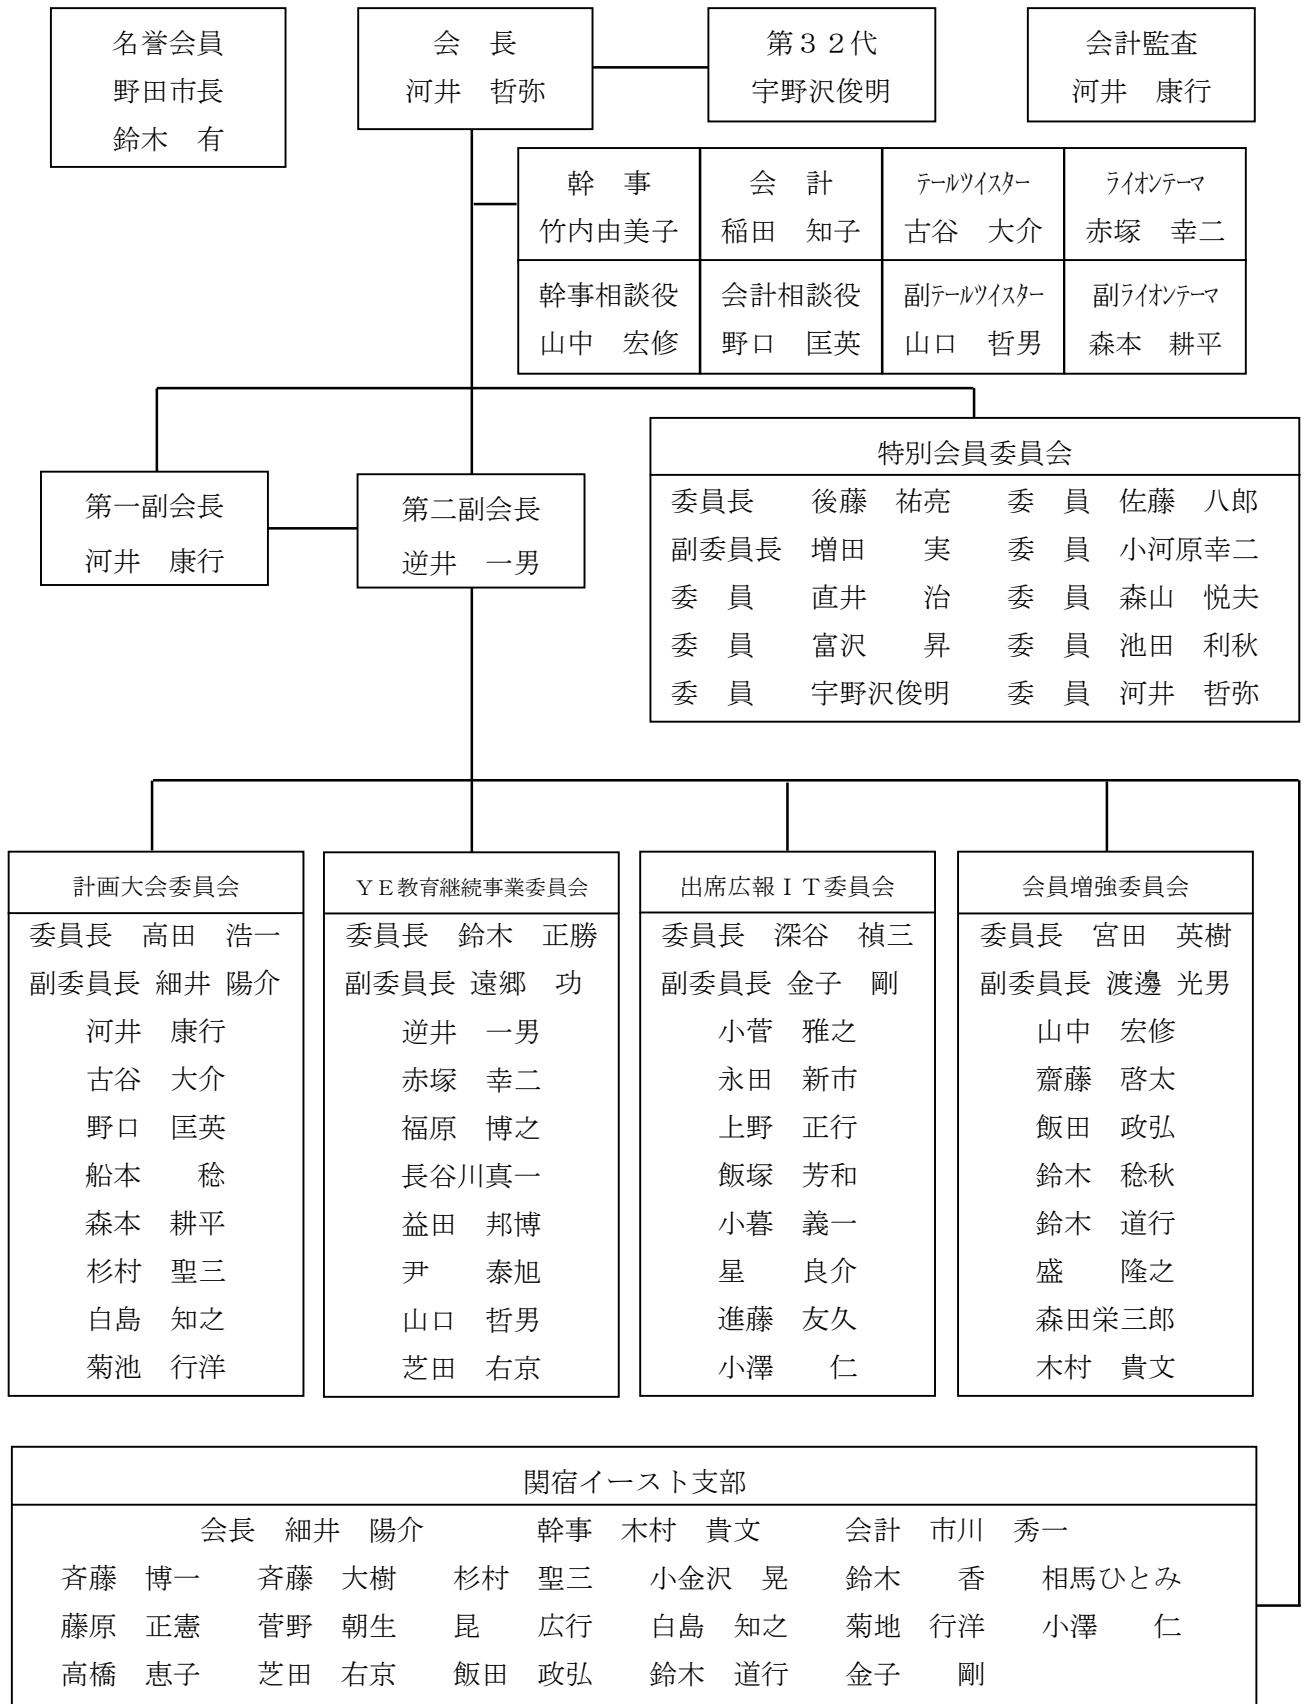 名誉会員
野田市長
鈴木　有
会　長
河井　哲弥
第３２代
宇野沢俊明
会計監査
河井　康行
幹　事
竹内由美子
会　計
稲田　知子
テールツイスター
古谷　大介
ライオンテーマ
赤塚　幸二
幹事相談役
山中　宏修
会計相談役
野口　匡英
副テールツイスター
山口　哲男
副ライオンテーマ
森本　耕平
第一副会長
河井　康行
第二副会長
逆井　一男
特別会員委員会
委員長　後藤　祐亮　委　員　佐藤　八郎
副委員長　増田　　実　委　員　小河原幸二
委　員　直井　　治　委　員　森山　悦夫
委　員　富沢　　昇　委　員　池田　利秋
委　員　宇野沢俊明　委　員　河井　哲弥
計画大会委員会
委員長　高田　浩一
副委員長 細井 陽介
河井　康行
古谷　大介
野口　匡英
船本　　稔
森本　耕平
杉村　聖三
白島　知之
菊池　行洋
ＹＥ教育継続事業委員会
委員長　鈴木　正勝
副委員長 遠郷　功
逆井　一男
赤塚　幸二
福原　博之
長谷川真一
益田　邦博
尹　　泰旭
山口　哲男
芝田　右京
出席広報ＩＴ委員会
委員長　深谷　禎三
副委員長 金子　剛
小菅　雅之
永田　新市
上野　正行
飯塚　芳和
小暮　義一
星　　良介
進藤　友久
小澤　　仁
会員増強委員会
委員長　宮田　英樹
副委員長 渡邊 光男
山中　宏修
齋藤　啓太
飯田　政弘
鈴木　稔秋
鈴木　道行
盛　　隆之
森田栄三郎
木村　貴文
関宿イースト支部
会長　細井　陽介　　　　幹事　木村　貴文　　　会計　市川　秀一
斉藤　博一　　斉藤　大樹　　杉村　聖三　　小金沢　晃　　鈴木　　香　　相馬ひとみ
藤原　正憲　　菅野　朝生　　昆　　広行　　白島　知之　　菊地　行洋　　小澤　　仁
高橋　恵子　　芝田　右京　　飯田　政弘　　鈴木　道行　　金子　　剛